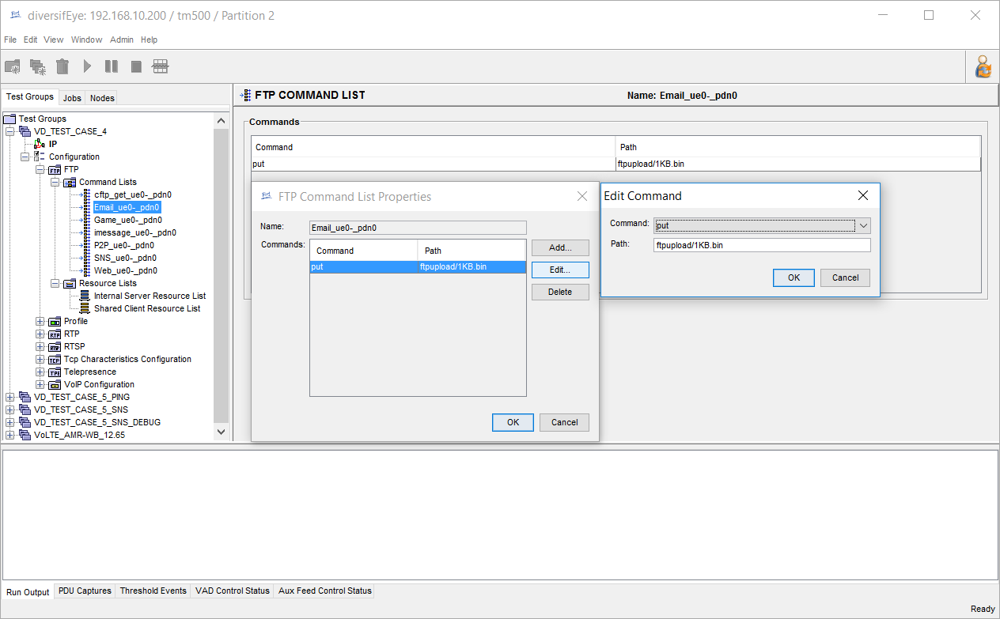 diversifEye: 192.168.10.200 / tm500 / Partition 2
File Edit View Window Admin Help
Test Groups Jobs Nodes
Test Groups
VD_TEST_CASE_4
IP
Configuration
FTP
FTP
Command Lists
cftp_get_ue0-_pdn0
Email_ue0-_pdn0
Game_ue0-_pdn0
imessage_ue0-_pdn0
P2P_ue0-_pdn0
SNS_ue0-_pdn0
Web_ue0-_pdn0
Resource Lists
Internal Server Resource List
Shared Client Resource List
Profile
RTP RTP
RTSP
TCP Tcp Characteristics Configuration
TPE Telepresence
VoIP Configuration
VD_TEST_CASE_5_PING
VD_TEST_CASE_5_SNS
VD_TEST_CASE_5_SNS_DEBUG
VoLTE_AMR-WB_12.65
FTP COMMAND LIST Name: Email_ue0-_pdn0
Commands
Command Path
put ftpupload/1KB.bin
FTP Command List Properties
Name: Email_ue0-_pdn0
Commands:
Command Path
put ftpupload/1KB.bin
Add...
Edit...
Delete
OK Cancel
Edit Command
Command: put
Path: ftpupload/1KB.bin
OK Cancel
Run Output PDU Captures Threshold Events VAD Control Status Aux Feed Control Status
Ready